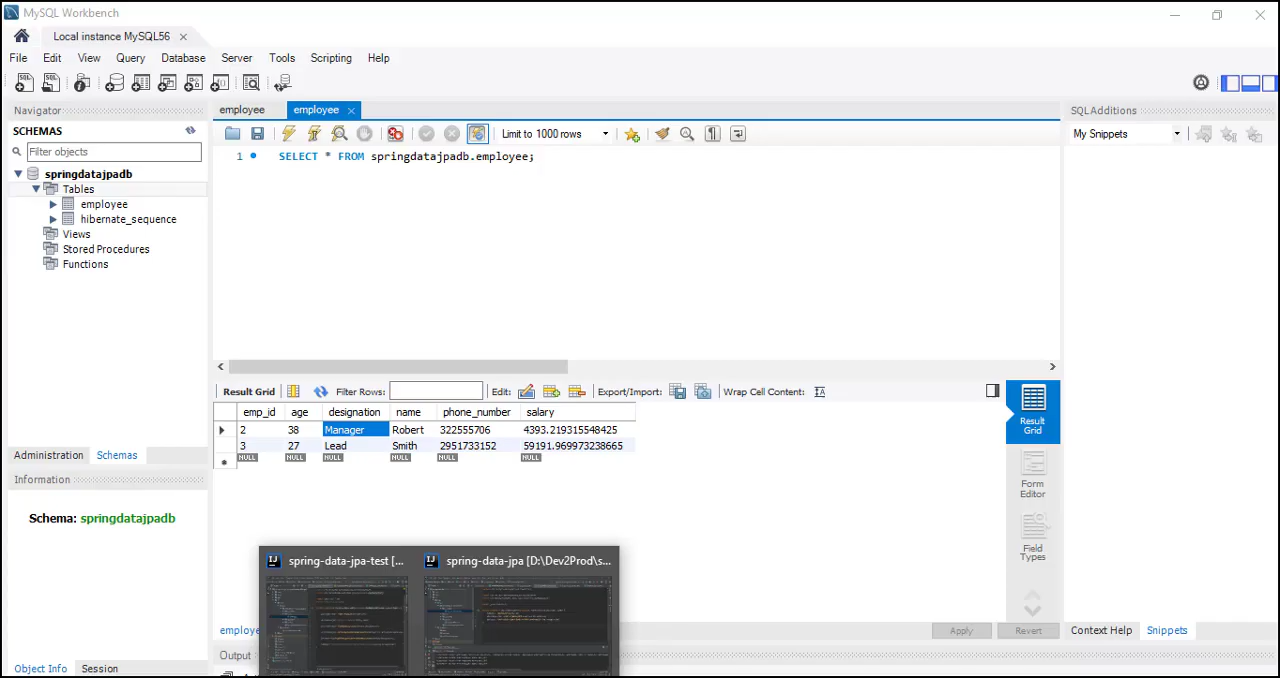 MySQL Workbench
Local instance MySQL56
File Edit View Query Database Server Tools Scripting Help
Navigator
SCHEMAS
Filter objects
springdatajpadb
Tables
employee
hibernate_sequence
Views
Stored Procedures
Functions
Administration Schemas
Information
Schema: springdatajpadb
Object Info Session
employee employee
Limit to 1000 rows
1 SELECT * FROM springdatajpadb.employee;
Result Grid Filter Rows: Edit: Export/Import: Wrap Cell Content:
emp_id age designation name phone_number salary
2 38 Manager Robert 322555706 4393.219315548425
3 27 Lead Smith 2951733152 59191.969973238665
NULL NULL NULL NULL NULL NULL
Result Grid
Form Editor
Field Types
spring-data-jpa-test [... spring-data-jpa [D:\Dev2Prod\s...
employe
Apply Revert
Output
SQLAdditions
My Snippets
Context Help Snippets